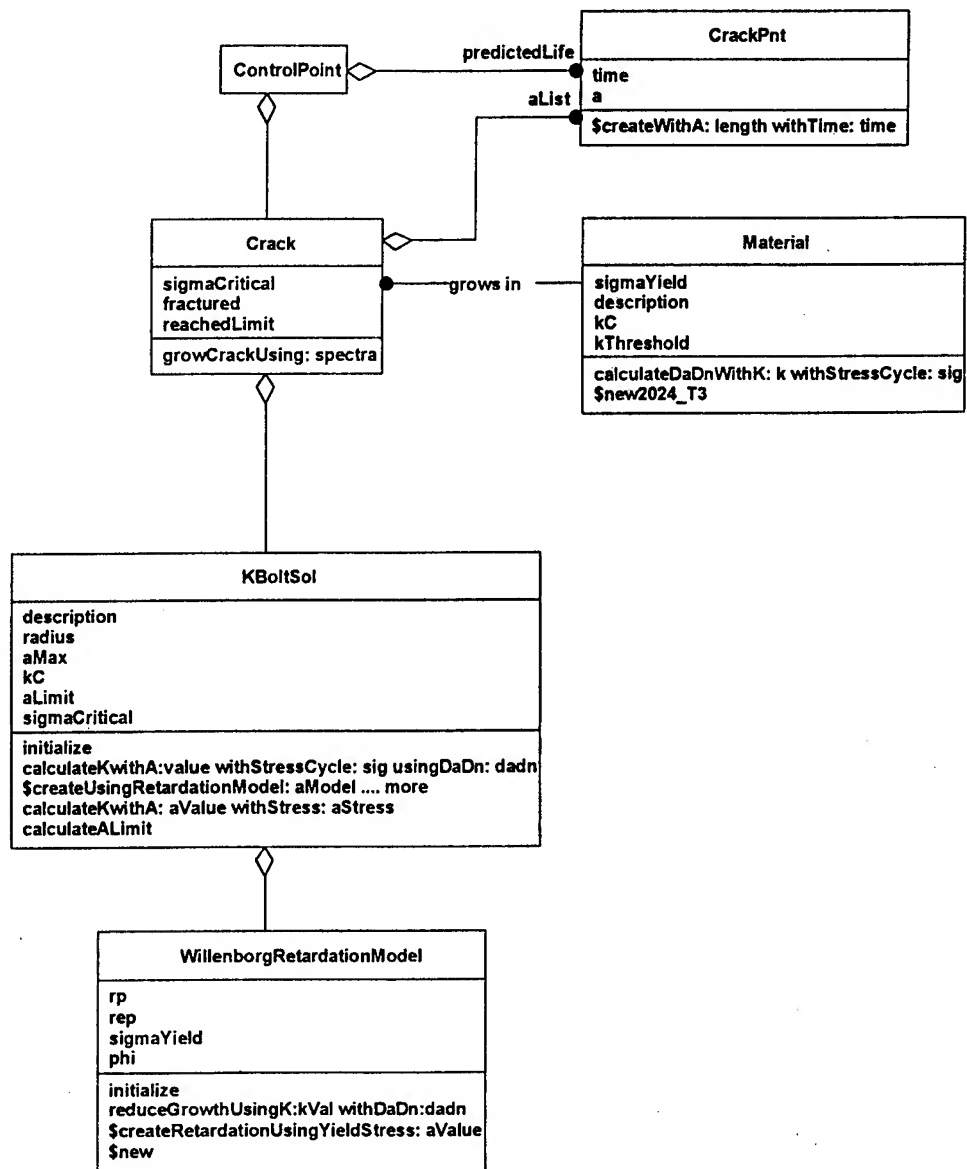 CrackPnt
predictedLife
ControlPoint
time
a
aList
$createWithA: length withTime: time
Crack
Material
sigmaCritical
fractured
reachedLimit
grows in
sigmaYield
description
kC
kThreshold
growCrackUsing: spectra
calculateDaDnWithK: k withStressCycle: sig
$new2024_T3
KBoltSol
description
radius
aMax
kC
aLimit
sigmaCritical
initialize
calculateKwithA:value withStressCycle: sig usingDaDn: dadn
$createUsingRetardationModel: aModel .... more
calculateKwithA: aValue withStress: aStress
calculateALimit
WillenborgRetardationModel
rp
rep
sigmaYield
phi
initialize
reduceGrowthUsingK:kVal withDaDn:dadn
$createRetardationUsingYieldStress: aValue
$new